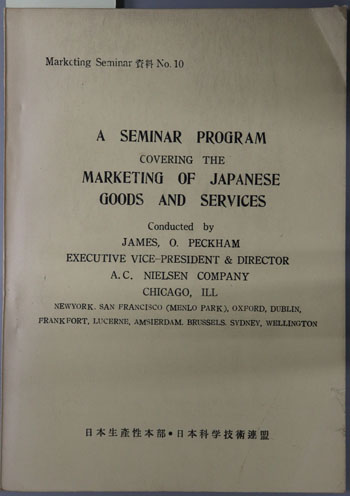 Marketing Seminar 資料 No. 10
A SEMINAR PROGRAM
COVERING THE
MARKETING OF JAPANESE
GOODS AND SERVICES
Conducted by
JAMES, O. PECKHAM
EXECUTIVE VICE-PRESIDENT & DIRECTOR
A. C. NIELSEN COMPANY
CHICAGO, ILL
NEWYORK. SAN FRANCISCO (MENLO PARK), OXFORD, DUBLIN,
FRANKFORT, LUCERNE, AMSIERDAM. BRUSSELS. SYDNEY, WELLINGTON
日本生産性本部・日本科学技術連盟